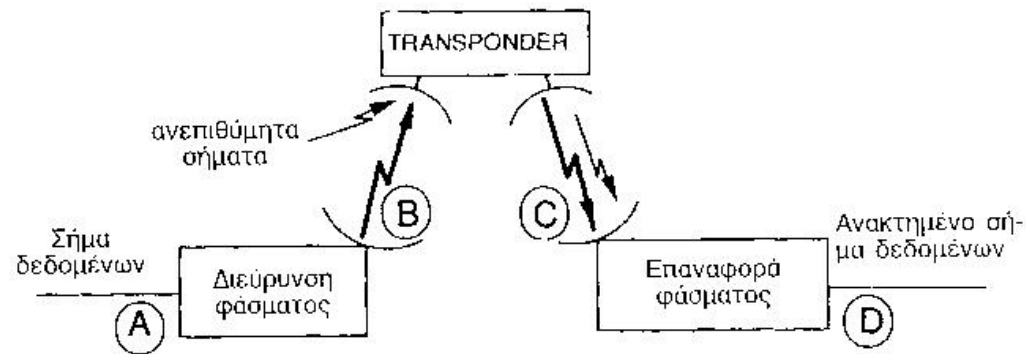 TRANSPONDER
ανεπιθύμητα
σήματα
B
C
Σήμα
δεδομένων
Διεύρυνση
φάσματος
Επαναφορά
φάσματος
Ανακτημένο σή-
μα δεδομένων
A
D